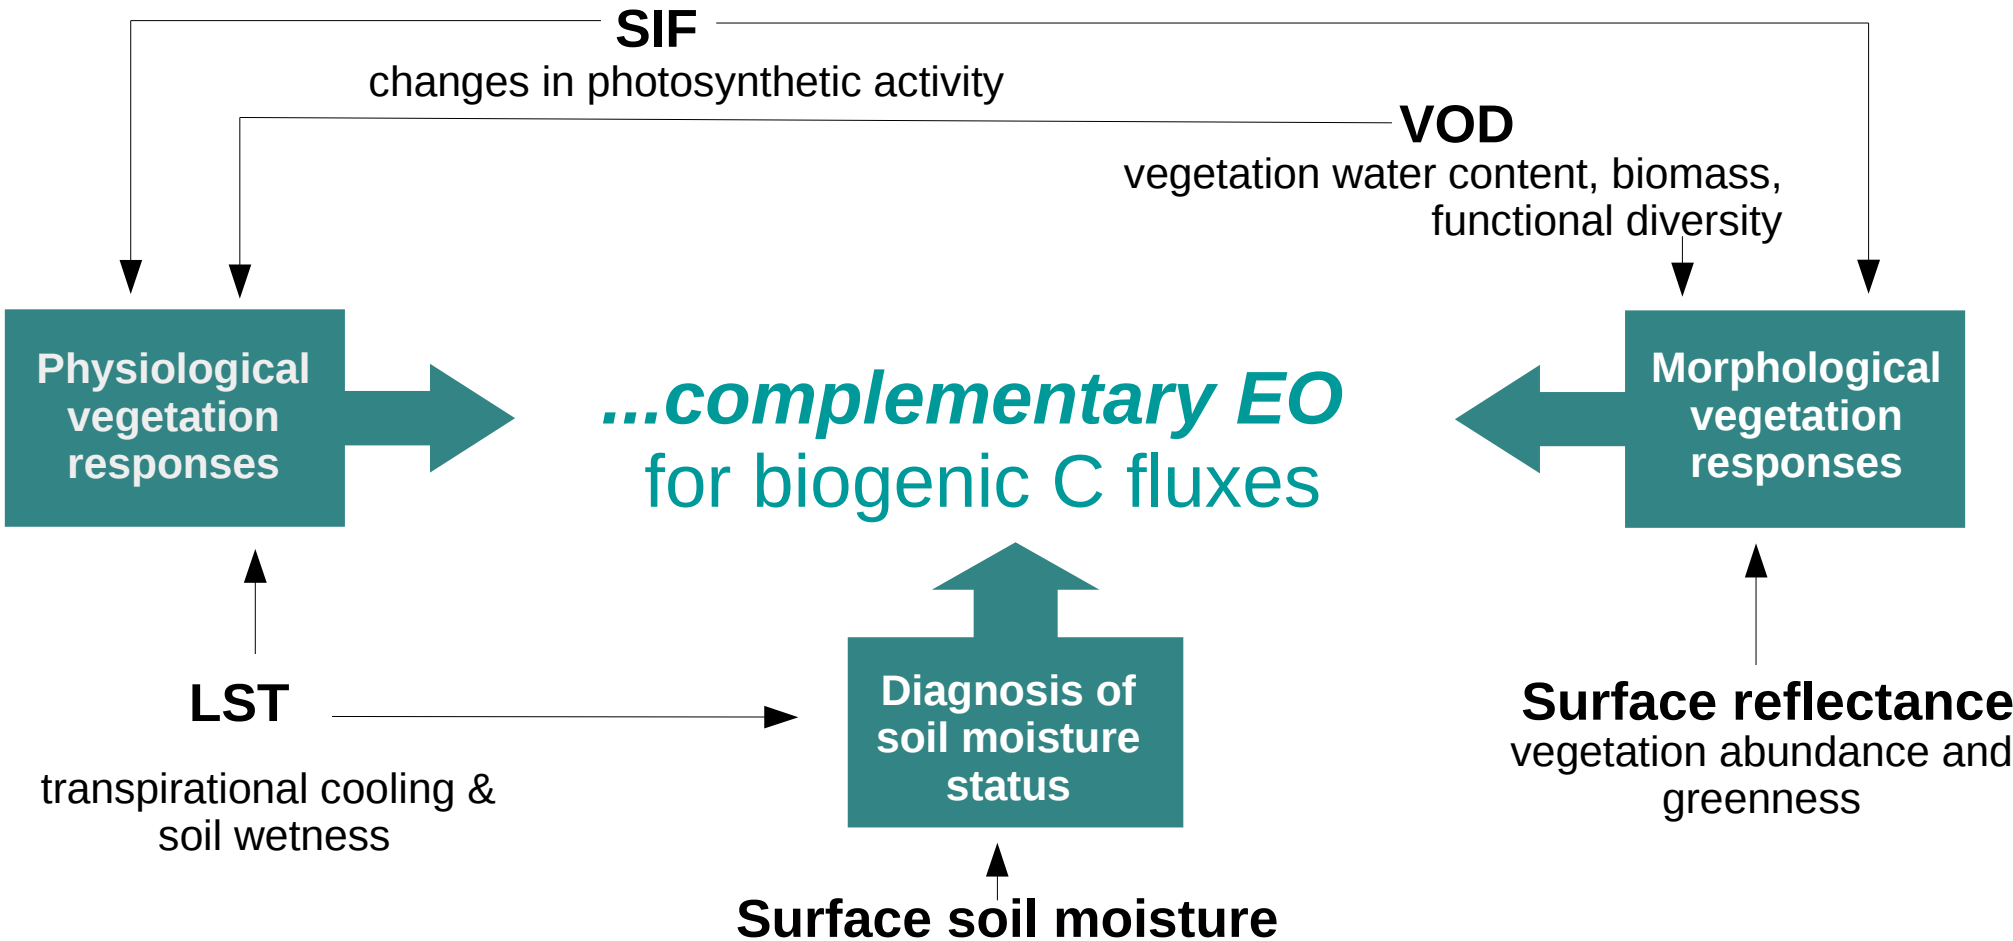 SIF
changes in photosynthetic activity
VOD
vegetation water content, biomass,
functional diversity
Physiological
vegetation
responses
...complementary EO
for biogenic C fluxes
Morphological
vegetation
responses
LST
transpirational cooling &
soil wetness
Diagnosis of
soil moisture
status
Surface reflectance
vegetation abundance and
greenness
Surface soil moisture